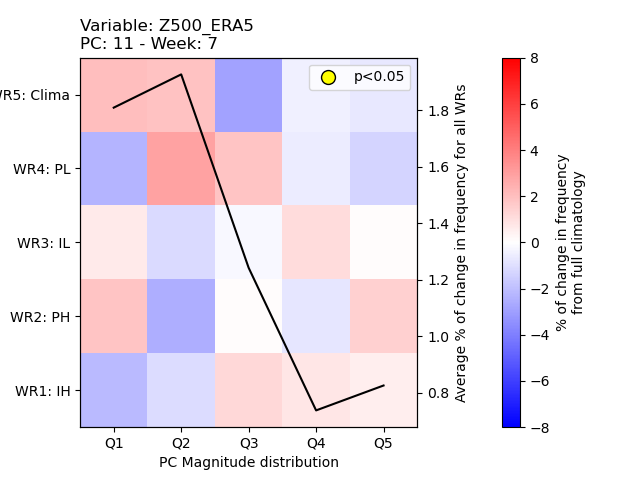 Variable: Z500_ERA5
PC: 11 - Week: 7
p<0.05
WR5: Clima
WR4: PL
WR3: IL
WR2: PH
WR1: IH
Q1 Q2 Q3 Q4 Q5
PC Magnitude distribution
1.8
1.6
1.4
1.2
1.0
0.8
Average % of change in frequency for all WRs
8
6
4
2
0
−2
−4
−6
−8
% of change in frequency
from full climatology